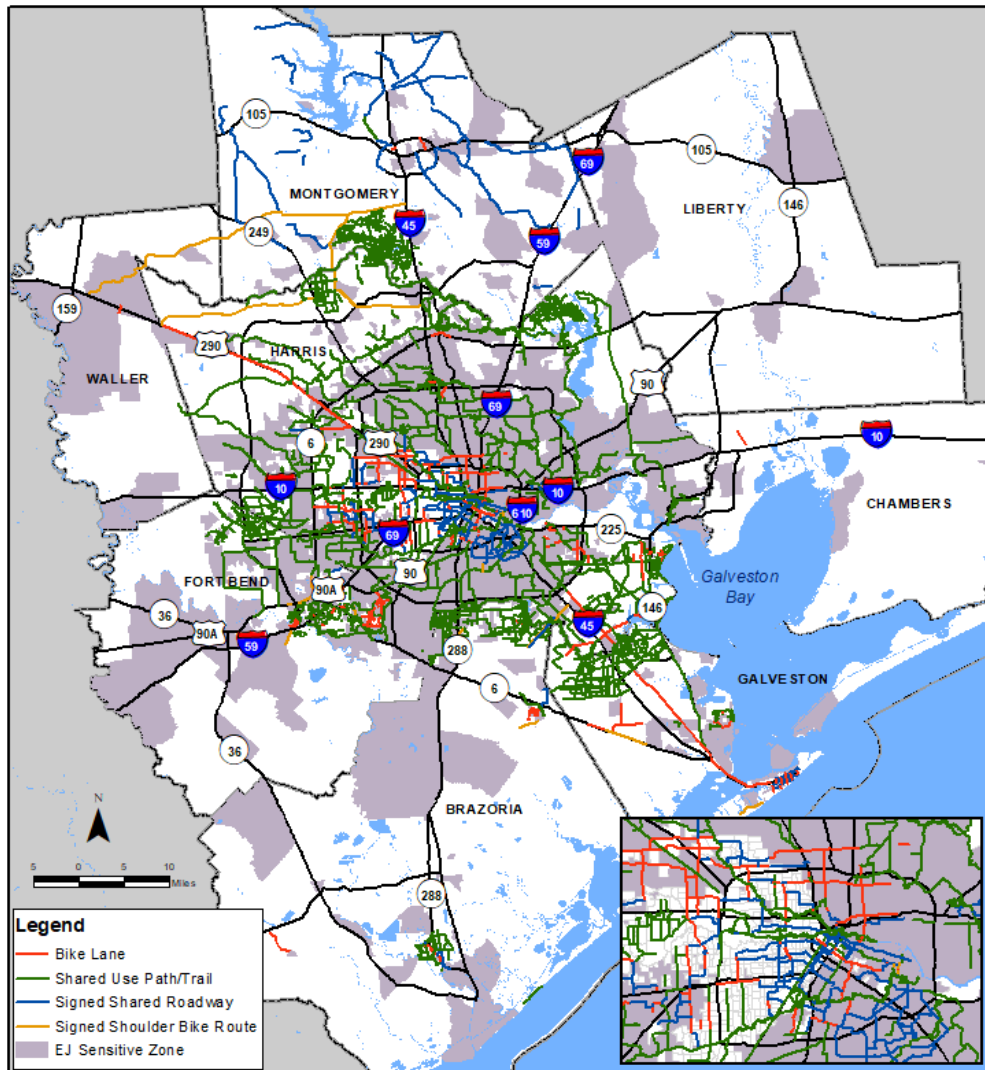 105
69
105
MONTGOMERY
146
LIBERTY
45
249
59
159
290
HARRIS
WALLER
90
69
6
290
10
10
10
CHAMBERS
610
69
225
90
Galveston
Bay
FORT BEND
90A
36
146
90A
45
59
288
GALVESTON
6
36
N
BRAZORIA
5 0 5 10
Miles
288
Legend
Bike Lane
Shared Use Path/Trail
Signed Shared Roadway
Signed Shoulder Bike Route
EJ Sensitive Zone